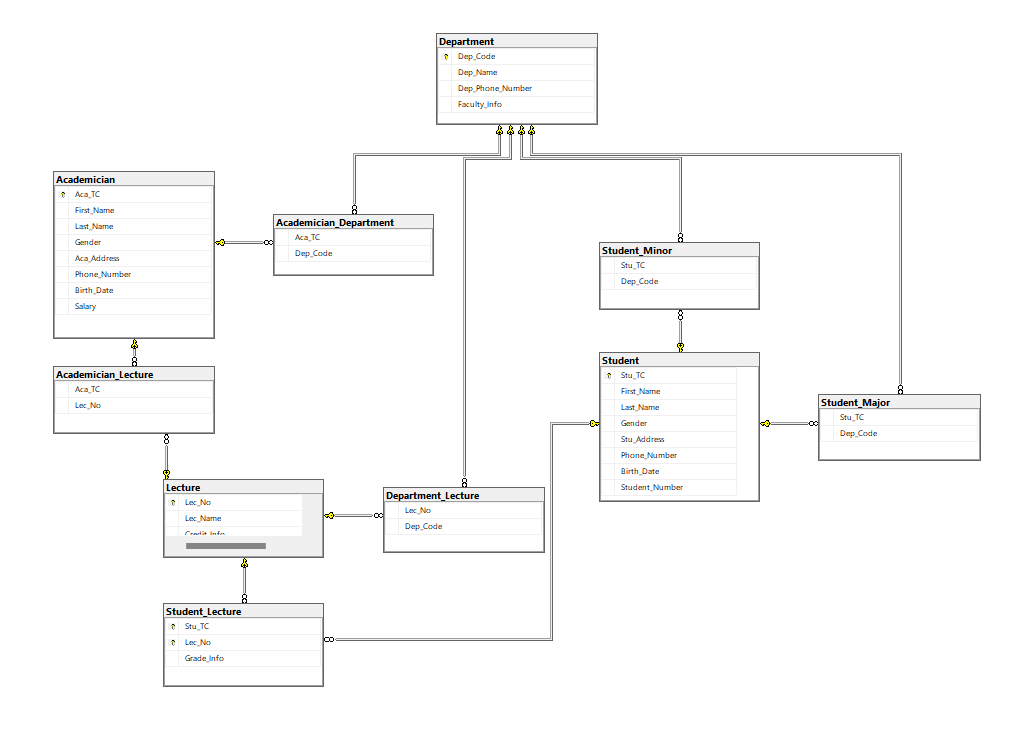 Department
Dep_Code
Dep_Name
Dep_Phone_Number
Faculty_Info
Academician
Aca_TC
First_Name
Last_Name
Gender
Aca_Address
Phone_Number
Birth_Date
Salary
Academician_Department
Aca_TC
Dep_Code
Student_Minor
Stu_TC
Dep_Code
Academician_Lecture
Aca_TC
Lec_No
Student
Stu_TC
First_Name
Last_Name
Gender
Stu_Address
Phone_Number
Birth_Date
Student_Number
Student_Major
Stu_TC
Dep_Code
Lecture
Lec_No
Lec_Name
Credit_Info
Department_Lecture
Lec_No
Dep_Code
Student_Lecture
Stu_TC
Lec_No
Grade_Info